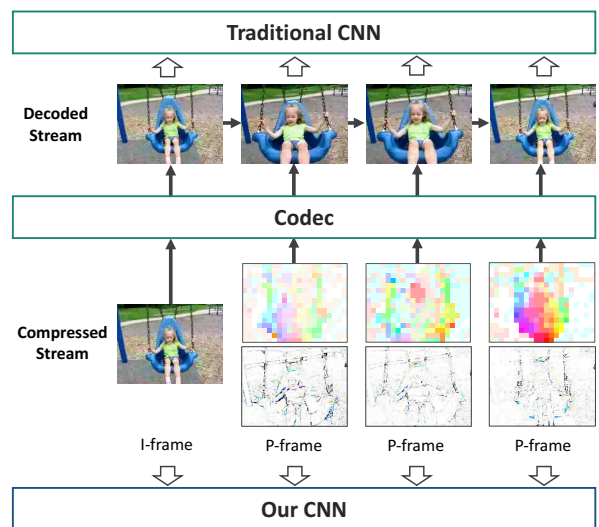 Traditional CNN
Decoded
Stream
Codec
Compressed
Stream
I-frame
P-frame
P-frame
P-frame
Our CNN